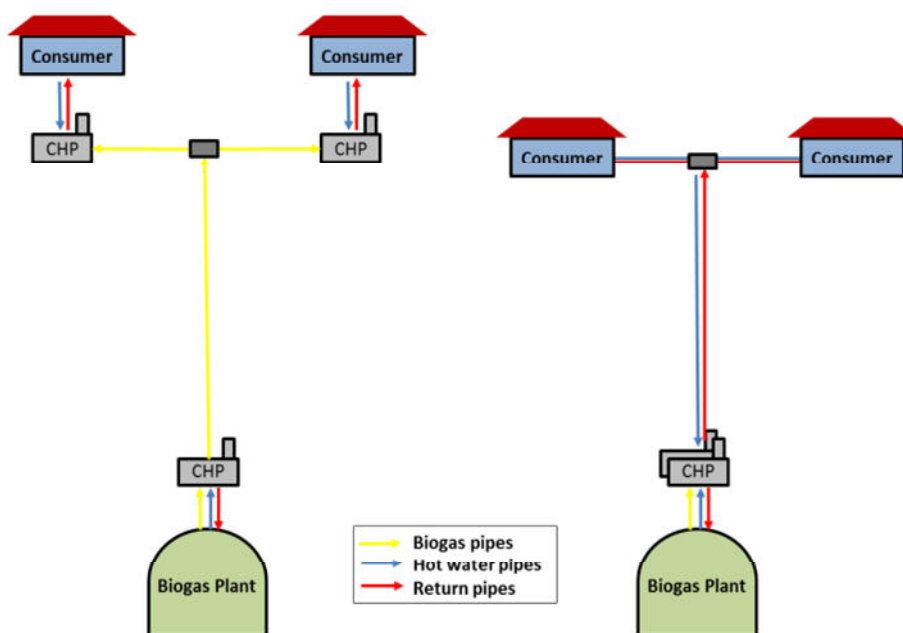 Consumer
Consumer
CHP
CHP
Consumer
Consumer
CHP
CHP
Biogas Plant
Biogas pipes
Hot water pipes
Return pipes
Biogas Plant